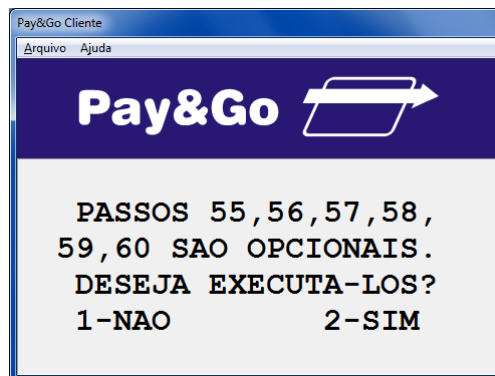 Pay&Go Cliente
Arquivo Ajuda
Pay&Go
PASSOS 55,56,57,58,
59,60 SAO OPCIONAIS.
DESEJA EXECUTA-LOS?
1-NAO 2-SIM